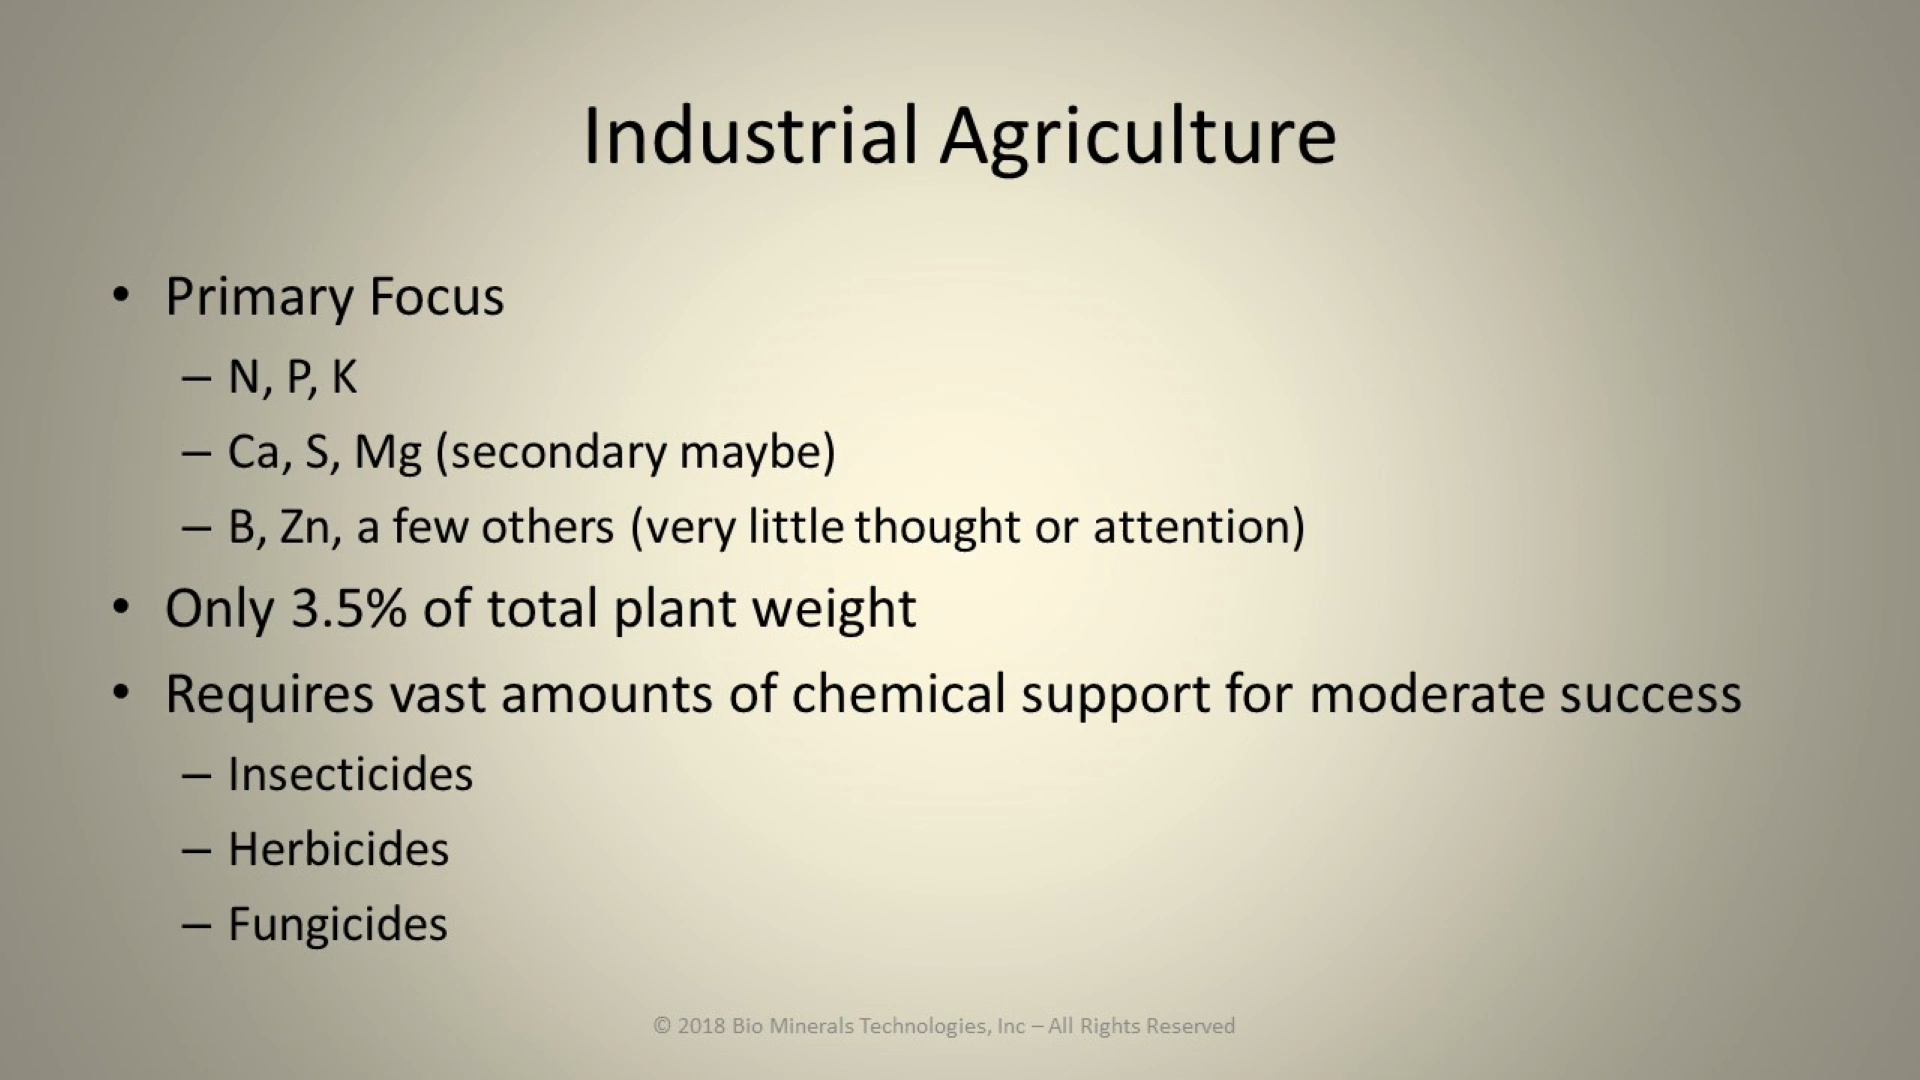 Industrial Agriculture
• Primary Focus
– N, P, K
– Ca, S, Mg (secondary maybe)
– B, Zn, a few others (very little thought or attention)
• Only 3.5% of total plant weight
• Requires vast amounts of chemical support for moderate success
– Insecticides
– Herbicides
– Fungicides
© 2018 Bio Minerals Technologies, Inc – All Rights Reserved